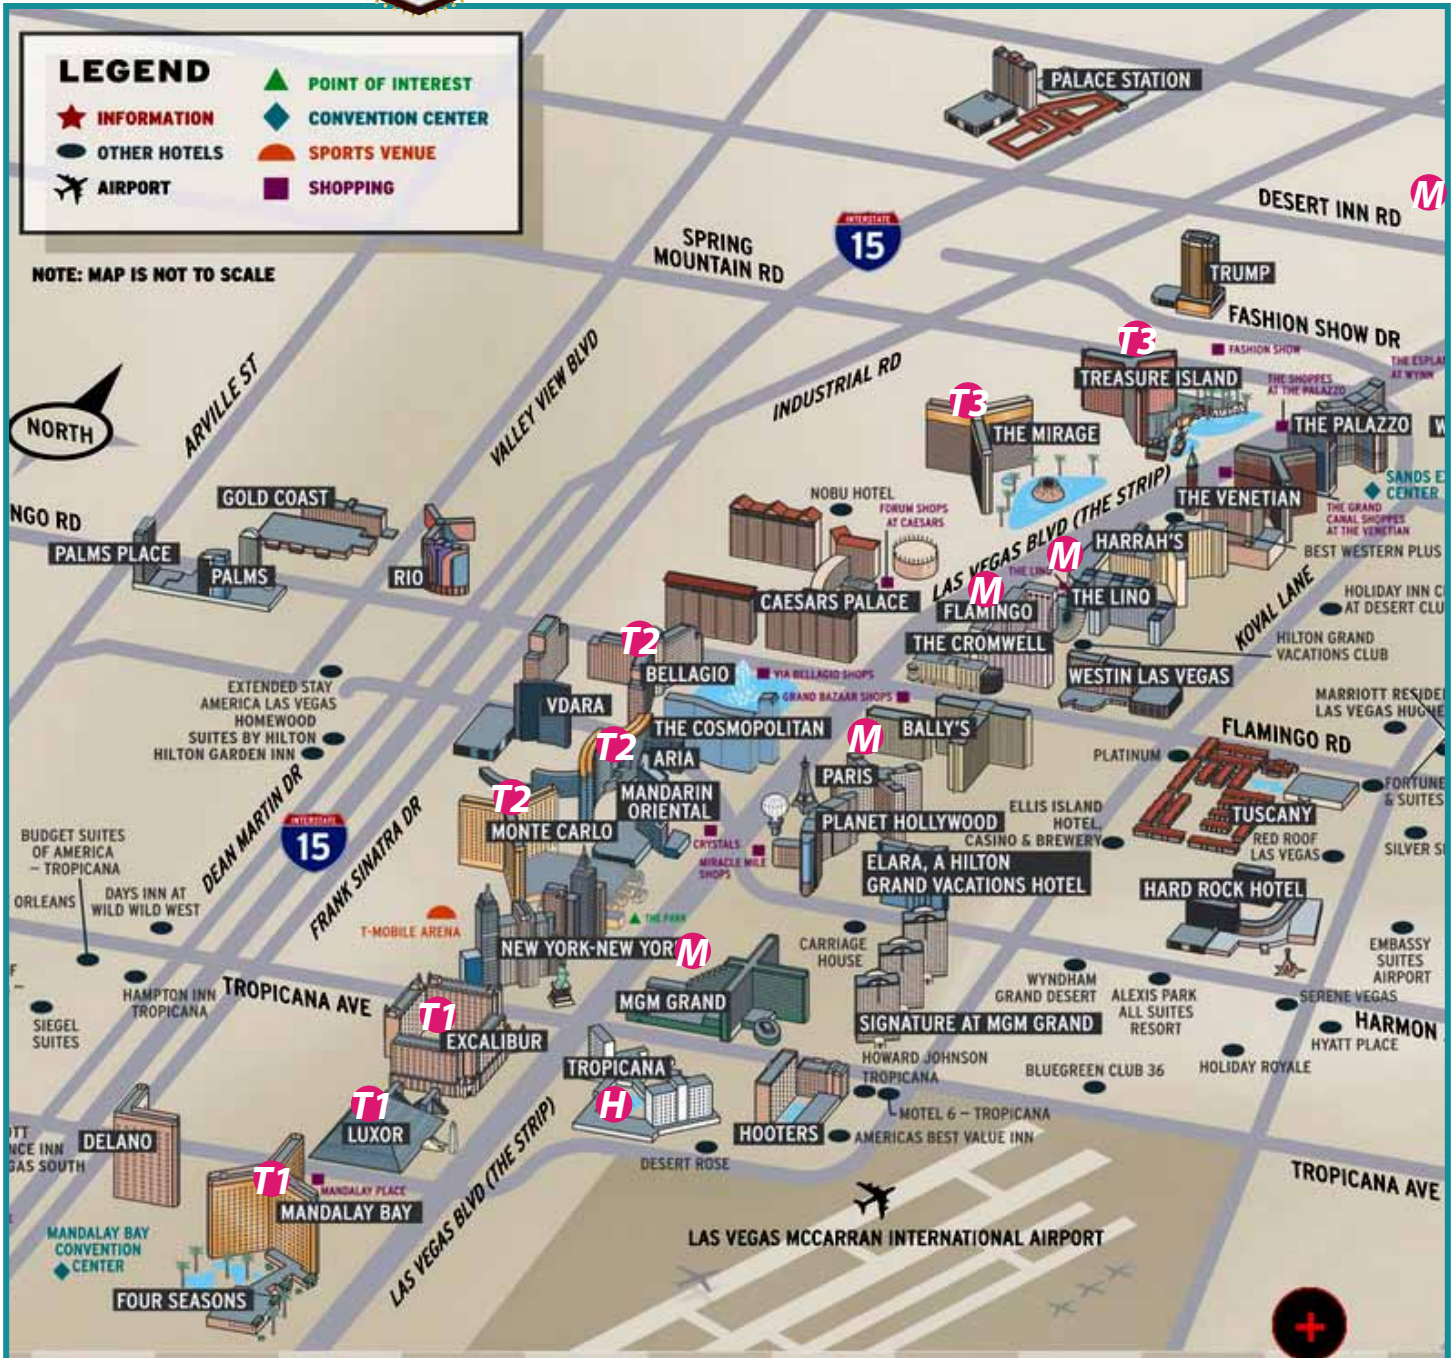 LEGEND
INFORMATION
OTHER HOTELS
AIRPORT
POINT OF INTEREST
CONVENTION CENTER
SPORTS VENUE
SHOPPING
NOTE: MAP IS NOT TO SCALE
NORTH
PALACE STATION
DESERT INN RD
M
INTERSTATE
15
SPRING
MOUNTAIN RD
TRUMP
FASHION SHOW DR
FASHION SHOW
T3
TREASURE ISLAND
THE SHOPPES
AT THE PALAZZO
AT WYNN
THE PALAZZO
T3
THE MIRAGE
INDUSTRIAL RD
VALLEY VIEW BLVD
ARVILLE ST
LAS VEGAS BLVD (THE STRIP)
THE VENETIAN
SANDS
CENTER
THE GRAND
CANAL SHOPPES
AT THE VENETIAN
BEST WESTERN PLUS
HARRAH'S
M
THE LINQ
NOBU HOTEL
FORUM SHOPS
AT CAESARS
CAESARS PALACE
M
FLAMINGO
THE CROMWELL
KOVAL LANE
HOLIDAY INN
AT DESERT
HILTON GRAND
VACATIONS CLUB
WESTIN LAS VEGAS
GOLD COAST
NGO RD
PALMS PLACE
PALMS
RIO
T2
BELLAGIO
VIA BELLAGIO SHOPS
GRAND BAZAAR SHOPS
VDARA
THE COSMOPOLITAN
T2
ARIA
MANDARIN
ORIENTAL
T2
MONTE CARLO
CRYSTALS
MIRACLE MILE
SHOPS
M
BALLY'S
PARIS
PLANET HOLLYWOOD
ELARA, A HILTON
GRAND VACATIONS HOTEL
ELLIS ISLAND
HOTEL,
CASINO & BREWERY
PLATINUM
FLAMINGO RD
MARRIOTT
LAS VEGAS
FORTUNE
& SUITES
TUSCANY
RED ROOF
LAS VEGAS
SILVER
HARD ROCK HOTEL
EXTENDED STAY
AMERICA LAS VEGAS
HOMEWOOD
SUITES BY HILTON
HILTON GARDEN INN
DEAN MARTIN DR
INTERSTATE
15
FRANK SINATRA DR
BUDGET SUITES
OF AMERICA
– TROPICANA
ORLEANS
DAYS INN AT
WILD WILD WEST
T-MOBILE ARENA
THE PARK
NEW YORK-NEW YOR
M
MGM GRAND
CARRIAGE
HOUSE
SIGNATURE AT MGM GRAND
WYNDHAM
GRAND DESERT
ALEXIS PARK
ALL SUITES
RESORT
EMBASSY
SUITES
AIRPORT
SERENE VEGAS
HARMON
HYATT PLACE
HOLIDAY ROYALE
BLUEGREEN CLUB 36
HAMPTON INN
TROPICANA
TROPICANA AVE
SIEGEL
SUITES
T1
EXCALIBUR
TROPICANA
H
HOWARD JOHNSON
TROPICANA
MOTEL 6 – TROPICANA
HOOTERS
AMERICAS BEST VALUE INN
DESERT ROSE
T1
LUXOR
DELANO
T1
MANDALAY PLACE
MANDALAY BAY
MANDALAY BAY
CONVENTION
CENTER
FOUR SEASONS
LAS VEGAS BLVD (THE STRIP)
LAS VEGAS MCCARRAN INTERNATIONAL AIRPORT
TROPICANA AVE